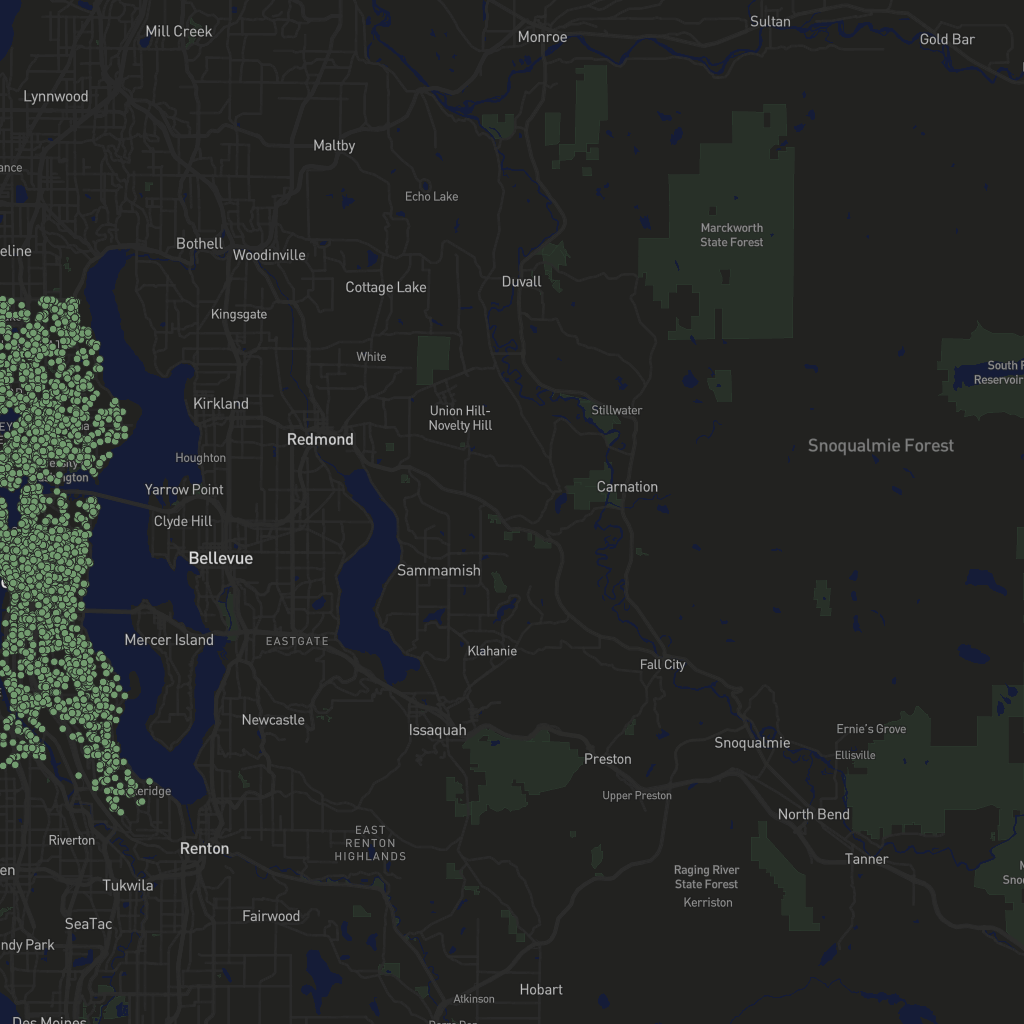 Sultan
Mill Creek
Monroe
Gold Bar
Lynnwood
Maltby
ance
Echo Lake
Marckworth
State Forest
Bothell
eline
Woodinville
Duvall
Cottage Lake
Kingsgate
White
South F
Reservoir
Kirkland
Stillwater
Union Hill-
Novelty Hill
Redmond
Snoqualmie Forest
Houghton
ngton
Yarrow Point
Carnation
Clyde Hill
Bellevue
Sammamish
Mercer Island
EASTGATE
Klahanie
Fall City
Newcastle
Issaquah
Ernie's Grove
Snoqualmie
Ellisville
Preston
eridge
Upper Preston
North Bend
Riverton
EAST
RENTON
HIGHLANDS
Renton
Tanner
en
Raging River
State Forest
Snoq
Tukwila
Kerriston
Fairwood
SeaTac
ndy Park
Hobart
Atkinson
Des Moines